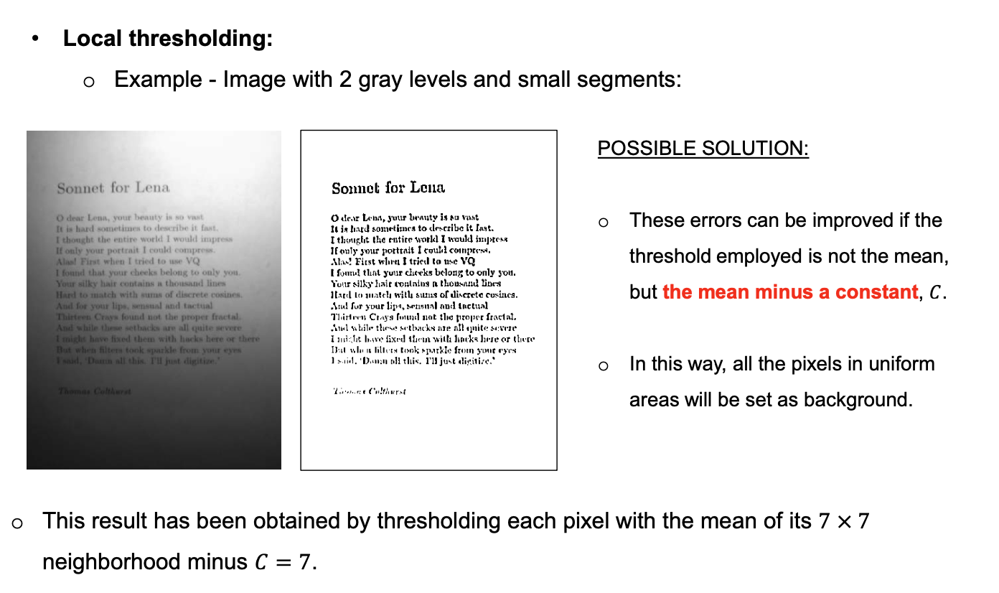 • Local thresholding:
o Example - Image with 2 gray levels and small segments:
Sonnet for Lena
O dear Lena, your beauty is so vast
It is hard sometimes to describe it fast.
I thought the entire world I would impress
If only your portrait I could compress.
Alas! First when I tried to use VQ
I found that your cheeks belong to only you.
Your silky hair contains a thousand lines
Hard to match with sums of discrete cosines.
And for your lips, sensual and tactual
Thirteen Crays found not the proper fractal.
And while these setbacks are all quite severe
I might have fixed them with hacks here or there
But when filters took sparkle from your eyes
I said, 'Damn all this. I'll just digitize.'
Thomas Colthurst
Sonnet for Lena
O dear Lena, your beauty is so vast
It is hard sometimes to describe it fast.
I thought the entire world I would impress
If only your portrait I could compress.
Alas! First when I tried to use VQ
I found that your cheeks belong to only you.
Your silky hair contains a thousand lines
Hard to match with sums of discrete cosines.
And for your lips, sensual and tactual
Thirteen Crays found not the proper fractal.
And while these setbacks are all quite severe
I might have fixed them with hacks here or there
But when filters took sparkle from your eyes
I said, 'Damn all this. I'll just digitize.'
Thomas Colthurst
POSSIBLE SOLUTION:
o These errors can be improved if the
threshold employed is not the mean,
but the mean minus a constant, C.
o In this way, all the pixels in uniform
areas will be set as background.
o This result has been obtained by thresholding each pixel with the mean of its 7 × 7
neighborhood minus C = 7.